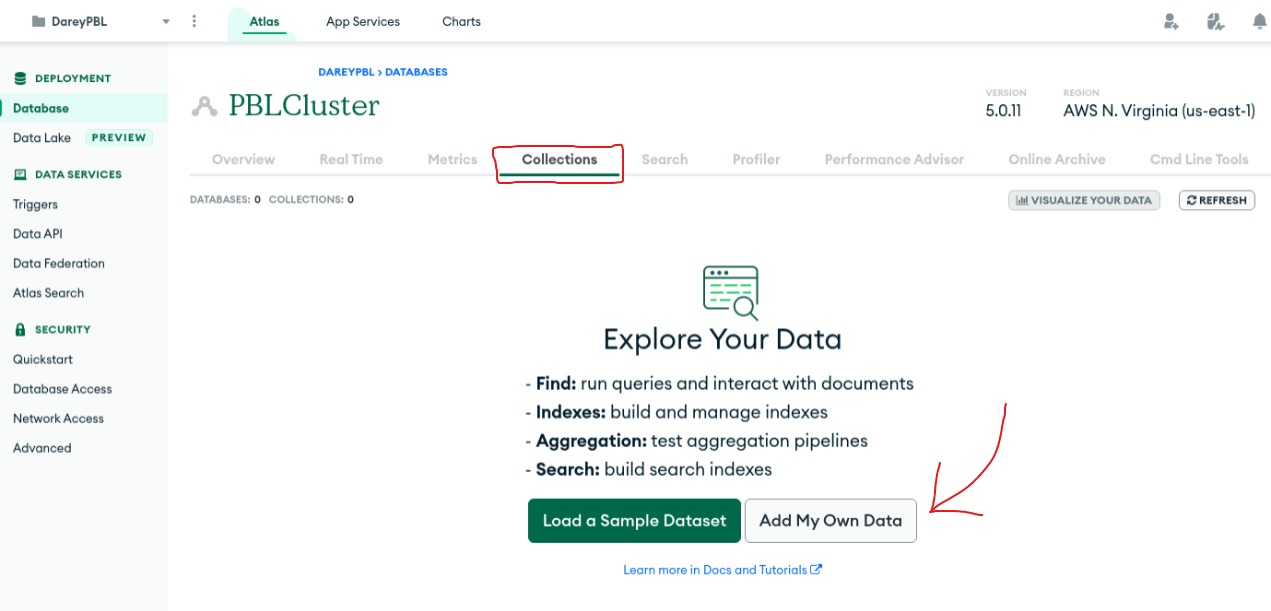 DareyPBL
Atlas
App Services
Charts
DEPLOYMENT
Database
Data Lake PREVIEW
DATA SERVICES
Triggers
Data API
Data Federation
Atlas Search
SECURITY
Quickstart
Database Access
Network Access
Advanced
DAREYPBL > DATABASES
PBLCluster
VERSION
5.0.11
REGION
AWS N. Virginia (us-east-1)
Overview
Real Time
Metrics
Collections
Search
Profiler
Performance Advisor
Online Archive
Cmd Line Tools
DATABASES: 0 COLLECTIONS: 0
VISUALIZE YOUR DATA
REFRESH
Explore Your Data
- Find: run queries and interact with documents
- Indexes: build and manage indexes
- Aggregation: test aggregation pipelines
- Search: build search indexes
Load a Sample Dataset
Add My Own Data
Learn more in Docs and Tutorials